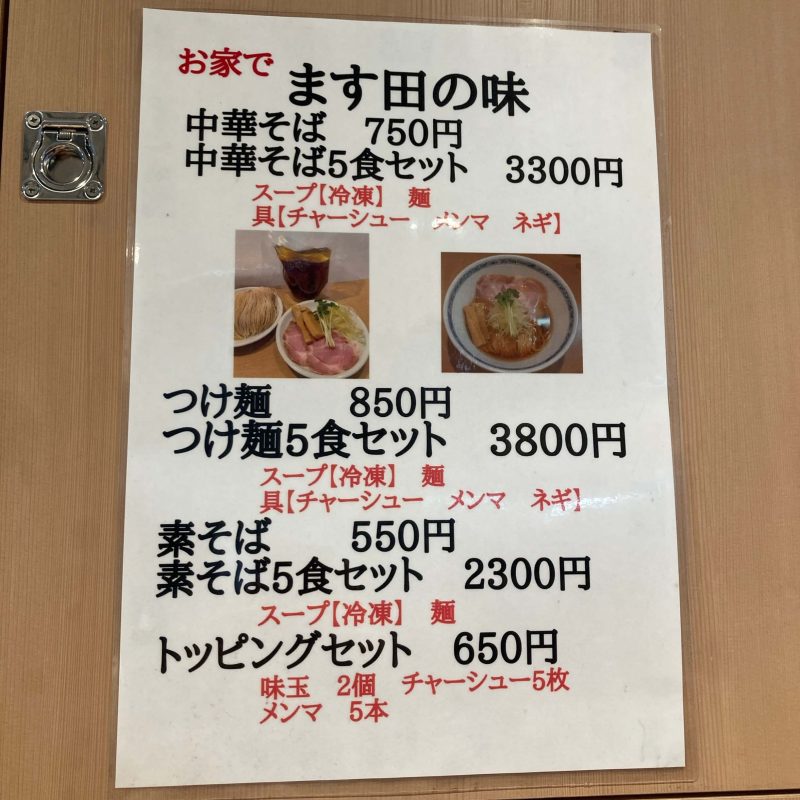 お家で ます田の味
中華そば 750円
中華そば5食セット 3300円
スープ【冷凍】 麺
具【チャーシュー メンマ ネギ】
つけ麺 850円
つけ麺5食セット 3800円
スープ【冷凍】 麺
具【チャーシュー メンマ ネギ】
素そば 550円
素そば5食セット 2300円
スープ【冷凍】 麺
トッピングセット 650円
味玉 2個 チャーシュー5枚
メンマ 5本